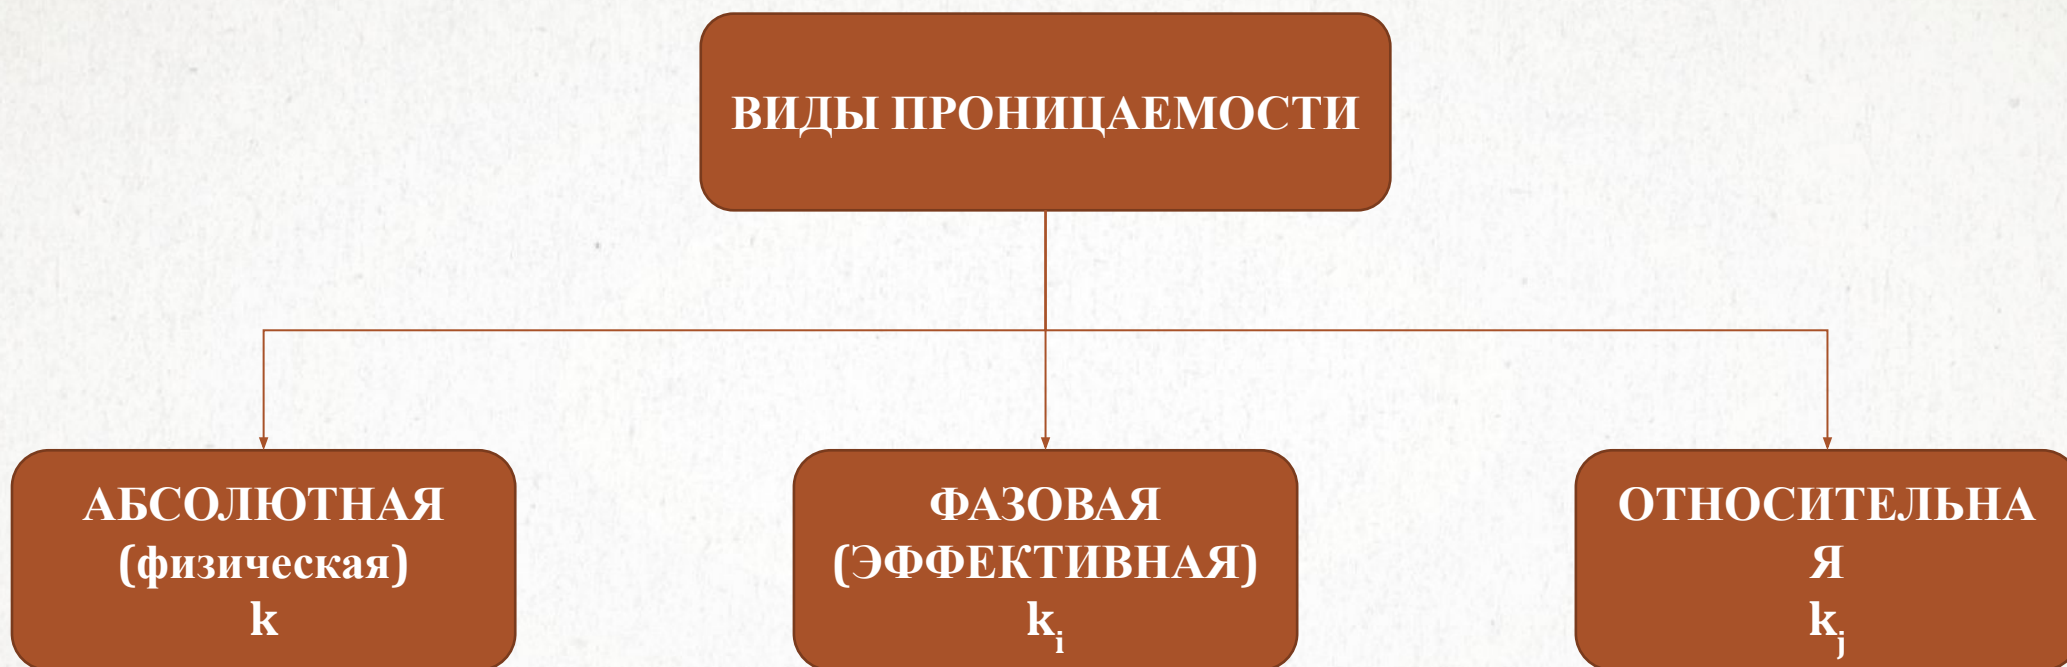 ВИДЫ ПРОНИЦАЕМОСТИ
АБСОЛЮТНАЯ
(физическая)
k
ФАЗОВАЯ
(ЭФФЕКТИВНАЯ)
kᵢ
ОТНОСИТЕЛЬНА
Я
kⱼ